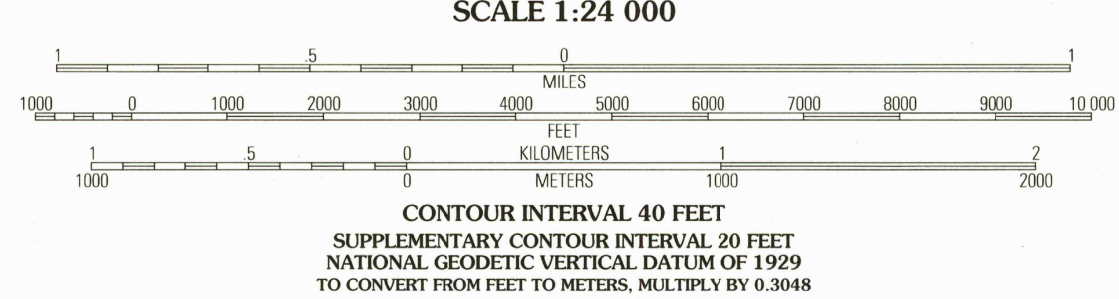 SCALE 1:24 000
1 .5 0 1
MILES
1000 0 1000 2000 3000 4000 5000 6000 7000 8000 9000 10 000
FEET
1 .5 0 KILOMETERS 1 2
1000 0 METERS 1000 2000
CONTOUR INTERVAL 40 FEET
SUPPLEMENTARY CONTOUR INTERVAL 20 FEET
NATIONAL GEODETIC VERTICAL DATUM OF 1929
TO CONVERT FROM FEET TO METERS, MULTIPLY BY 0.3048